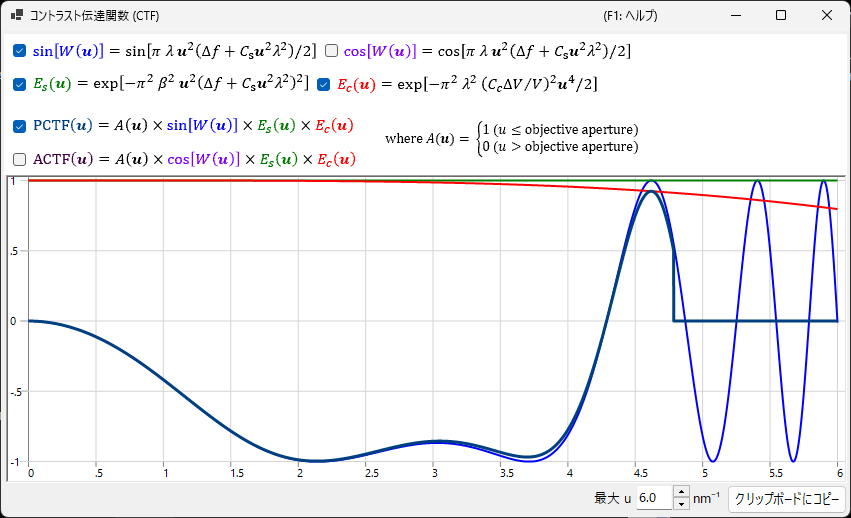 コントラスト伝達関数 (CTF) (F1: ヘルプ)
sin[W(u)] = sin[π λ u²(Δf + Cₛu²λ²)/2] cos[W(u)] = cos[π λ u²(Δf + Cₛu²λ²)/2]
Eₛ(u) = exp[−π² β² u²(Δf + Cₛu²λ²)²] E_c(u) = exp[−π² λ² (C_cΔV/V)²u⁴/2]
PCTF(u) = A(u) × sin[W(u)] × Eₛ(u) × E_c(u)
where A(u) = {1 (u ≤ objective aperture)
0 (u > objective aperture)
ACTF(u) = A(u) × cos[W(u)] × Eₛ(u) × E_c(u)
1
.5
0
-.5
-1
0 .5 1 1.5 2 2.5 3 3.5 4 4.5 5 5.5 6
最大 u 6.0 nm⁻¹ クリップボードにコピー